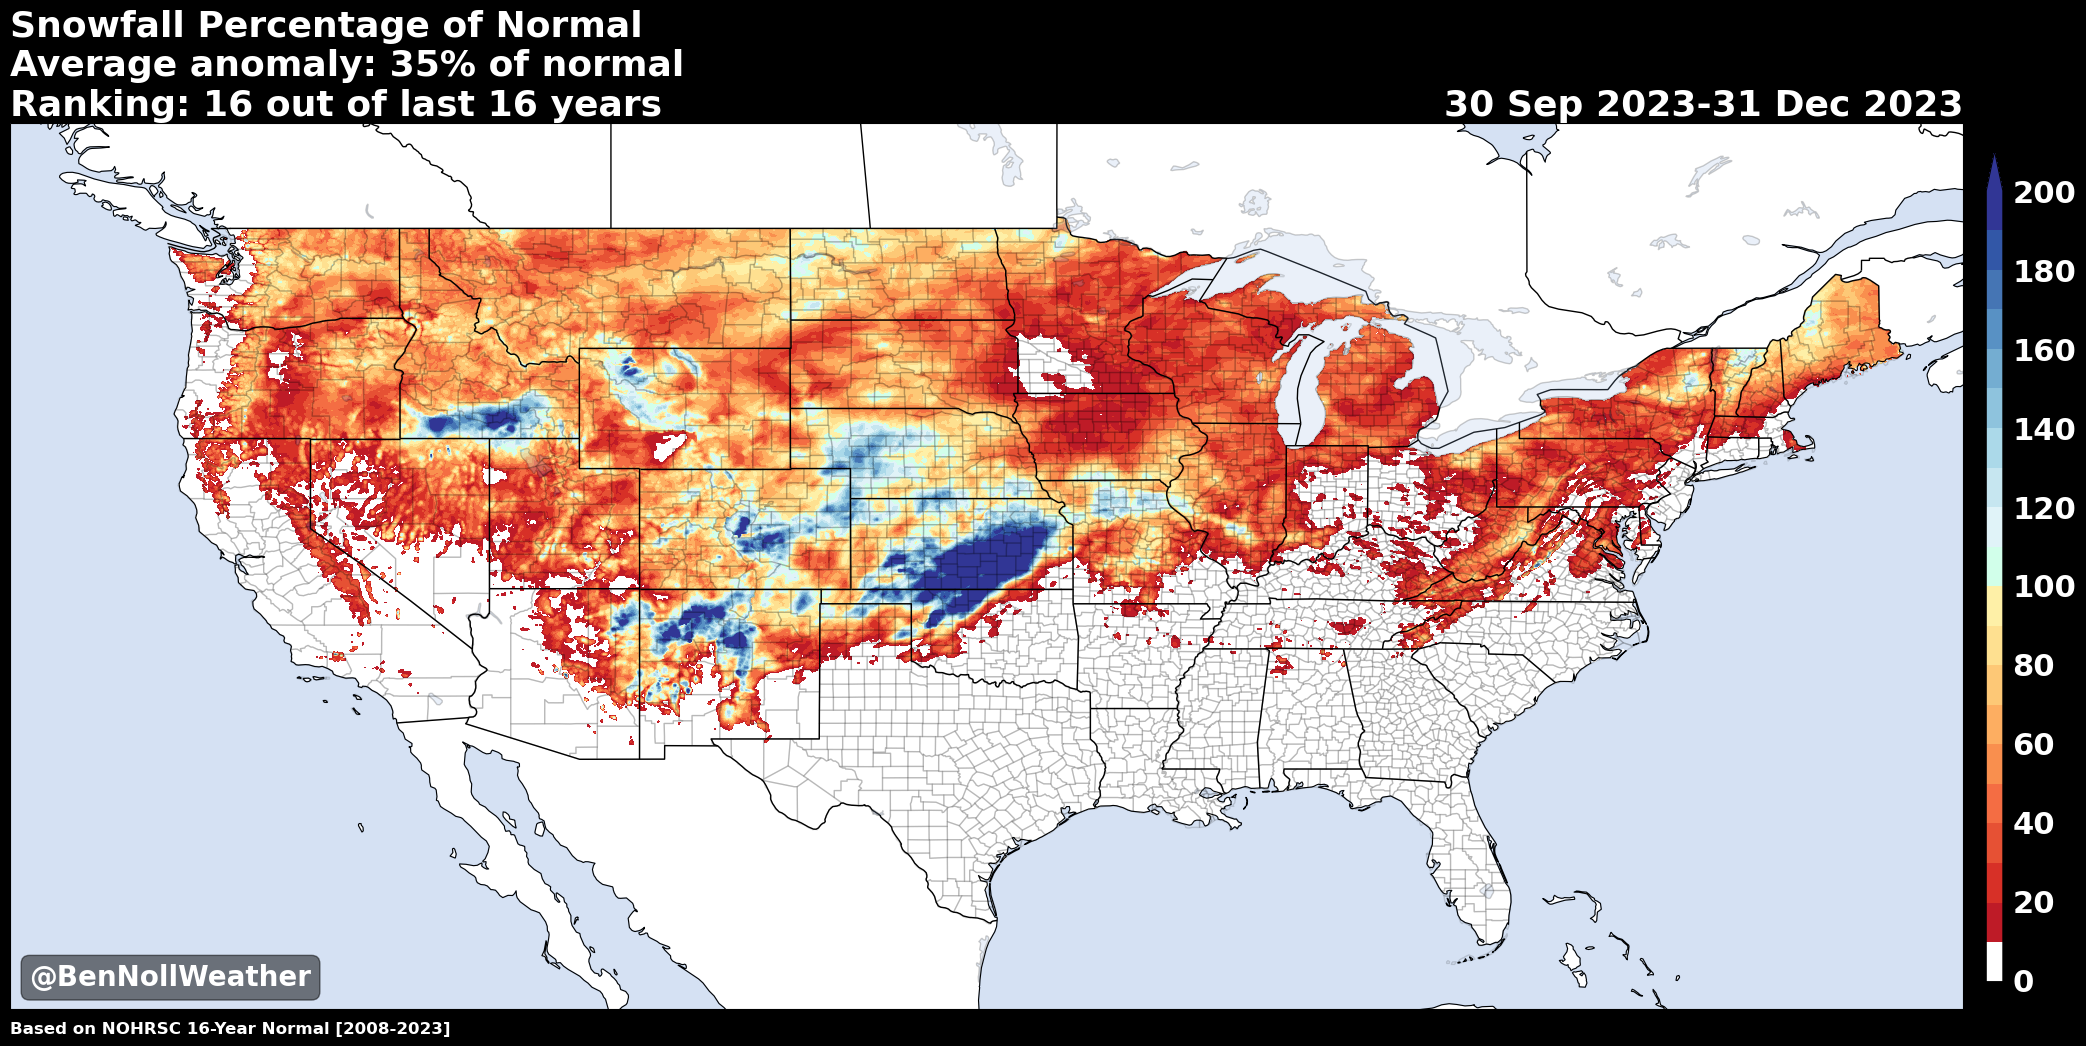 Snowfall Percentage of Normal
Average anomaly: 35% of normal
Ranking: 16 out of last 16 years
30 Sep 2023-31 Dec 2023
200
180
160
140
120
100
80
60
40
20
0
@BenNollWeather
Based on NOHRSC 16-Year Normal [2008-2023]